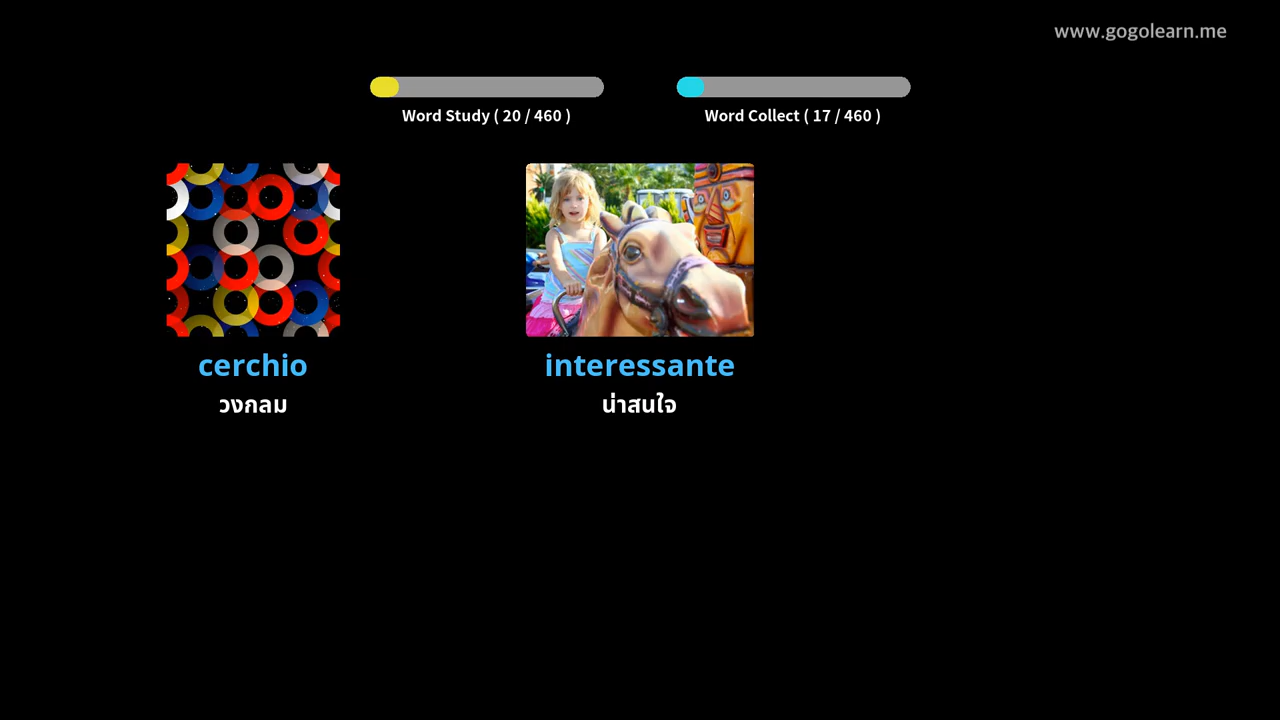 www.gogolearn.me
Word Study ( 20 / 460 )
Word Collect ( 17 / 460 )
cerchio
วงกลม
interessante
น่าสนใจ